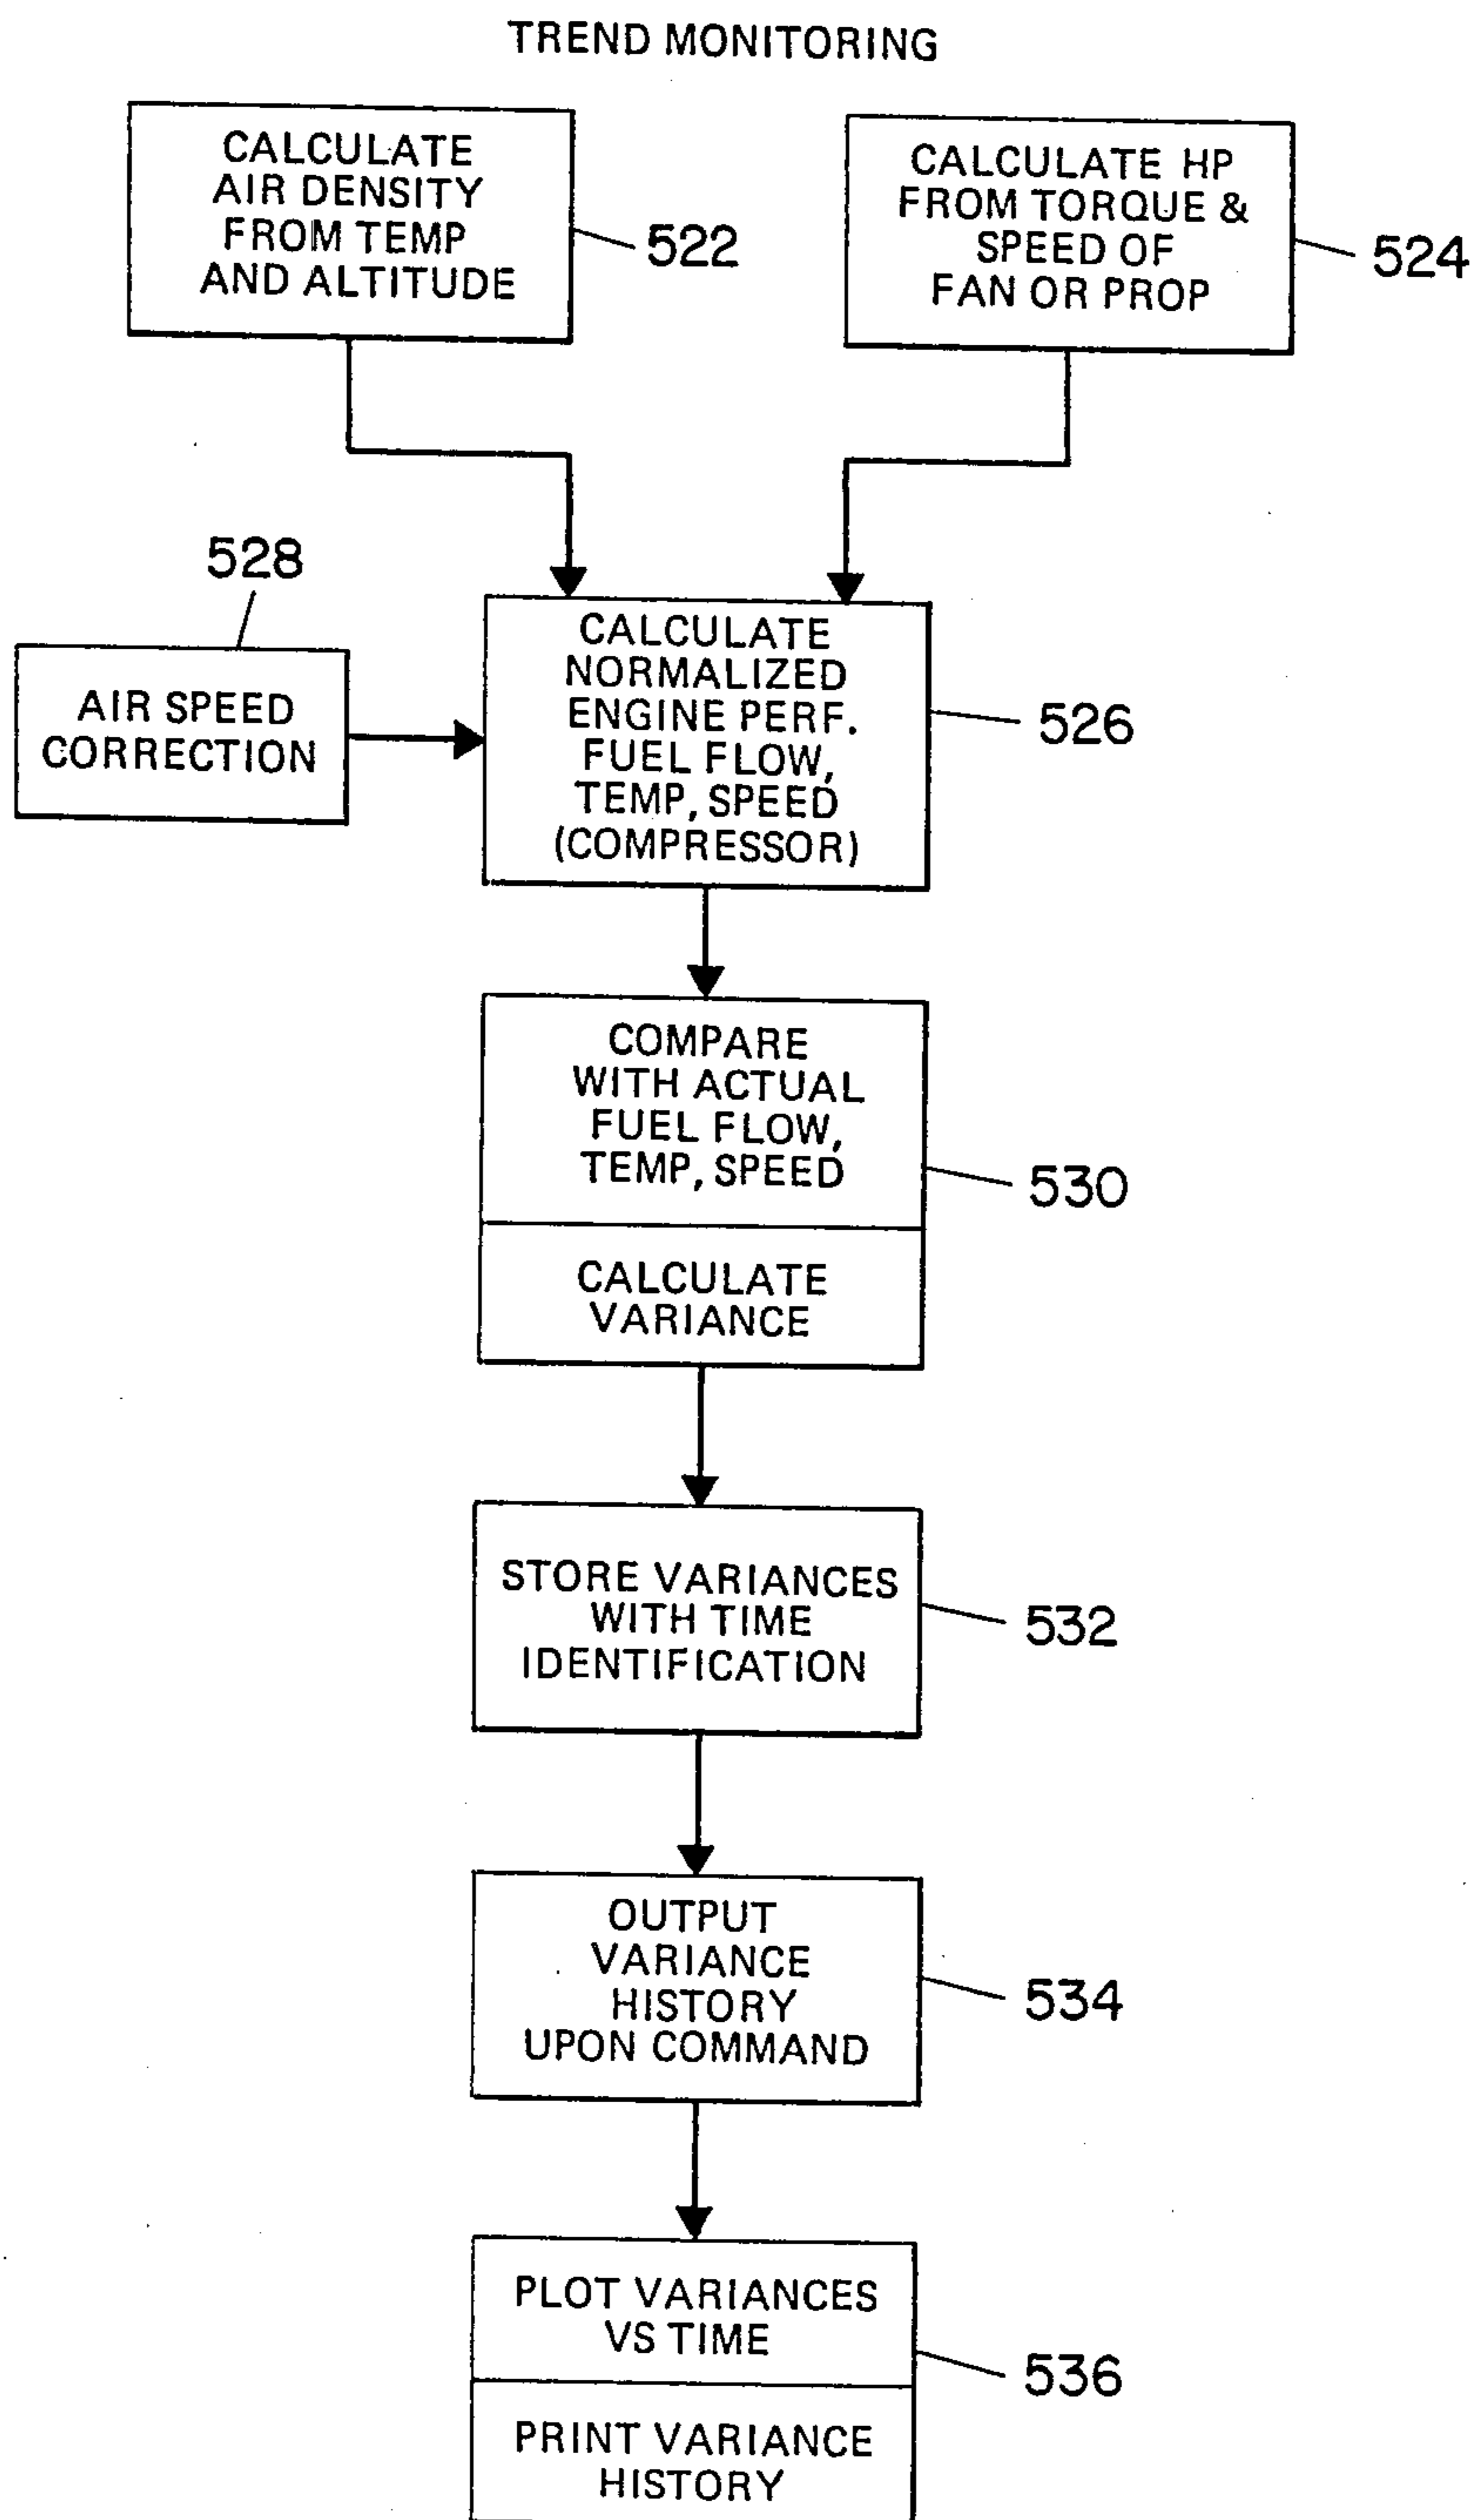 TREND MONITORING
CALCULATE
AIR DENSITY
FROM TEMP
AND ALTITUDE
522
CALCULATE HP
FROM TORQUE &
SPEED OF
FAN OR PROP
524
528
AIR SPEED
CORRECTION
CALCULATE
NORMALIZED
ENGINE PERF.
FUEL FLOW,
TEMP, SPEED
(COMPRESSOR)
526
COMPARE
WITH ACTUAL
FUEL FLOW,
TEMP, SPEED
530
CALCULATE
VARIANCE
STORE VARIANCES
WITH TIME
IDENTIFICATION
532
OUTPUT
VARIANCE
HISTORY
UPON COMMAND
534
PLOT VARIANCES
VS TIME
536
PRINT VARIANCE
HISTORY